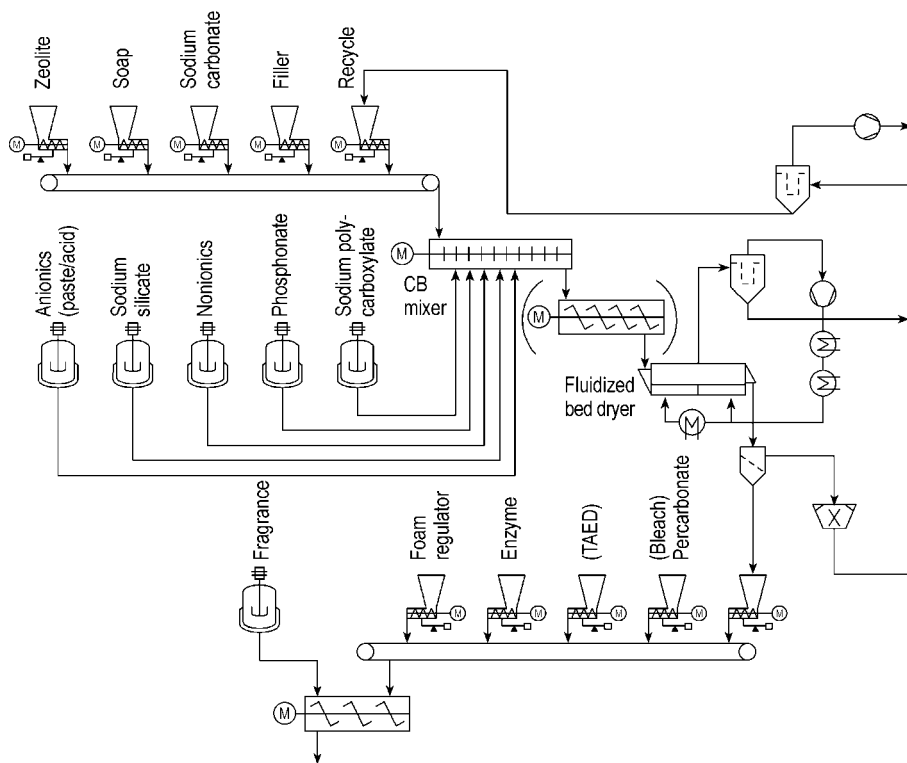 Zeolite
Soap
Sodium
carbonate
Filler
Recycle
M
M
M
M
M
M
CB
mixer
Anionics
(paste/acid)
Sodium
silicate
Nonionics
Phosphonate
Sodium poly-
carboxylate
M
Fluidized
bed dryer
Fragrance
Foam
regulator
Enzyme
(TAED)
(Bleach)
Percarbonate
M
M
M
M
M
M